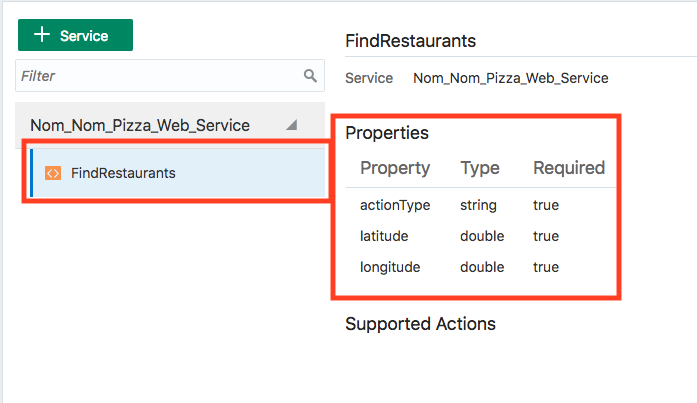 + Service
Filter
Nom_Nom_Pizza_Web_Service
FindRestaurants
FindRestaurants
Service Nom_Nom_Pizza_Web_Service
Properties
Property Type Required
actionType string true
latitude double true
longitude double true
Supported Actions